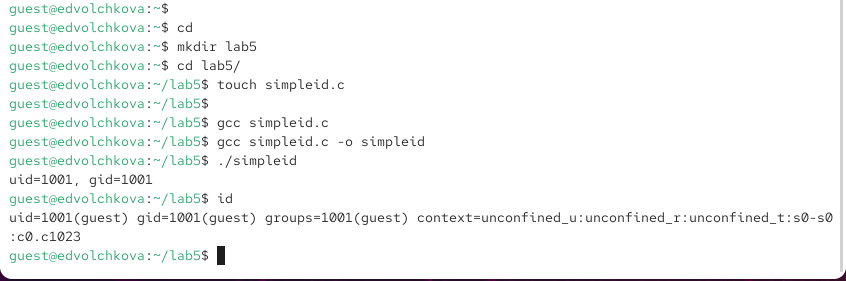 guest@edvolchkova:~$
guest@edvolchkova:~$ cd
guest@edvolchkova:~$ mkdir lab5
guest@edvolchkova:~$ cd lab5/
guest@edvolchkova:~/lab5$ touch simpleid.c
guest@edvolchkova:~/lab5$
guest@edvolchkova:~/lab5$ gcc simpleid.c
guest@edvolchkova:~/lab5$ gcc simpleid.c -o simpleid
guest@edvolchkova:~/lab5$ ./simpleid
uid=1001, gid=1001
guest@edvolchkova:~/lab5$ id
uid=1001(guest) gid=1001(guest) groups=1001(guest) context=unconfined_u:unconfined_r:unconfined_t:s0-s0
:c0.c1023
guest@edvolchkova:~/lab5$